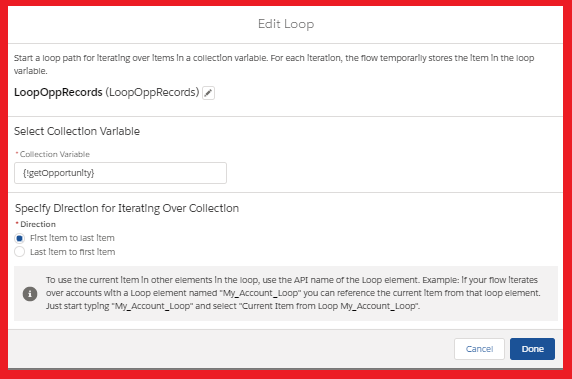 Edit Loop
Start a loop path for iterating over items in a collection variable. For each iteration, the flow temporarily stores the item in the loop
variable.
LoopOppRecords (LoopOppRecords)
Select Collection Variable
* Collection Variable
{!getOpportunity}
Specify Direction for Iterating Over Collection
* Direction
First item to last item
Last item to first item
To use the current item in other elements in the loop, use the API name of the Loop element. Example: If your flow iterates
over accounts with a Loop element named "My_Account_Loop" you can reference the current item from that loop element.
Just start typing "My_Account_Loop" and select "Current Item from Loop My_Account_Loop".
Cancel
Done